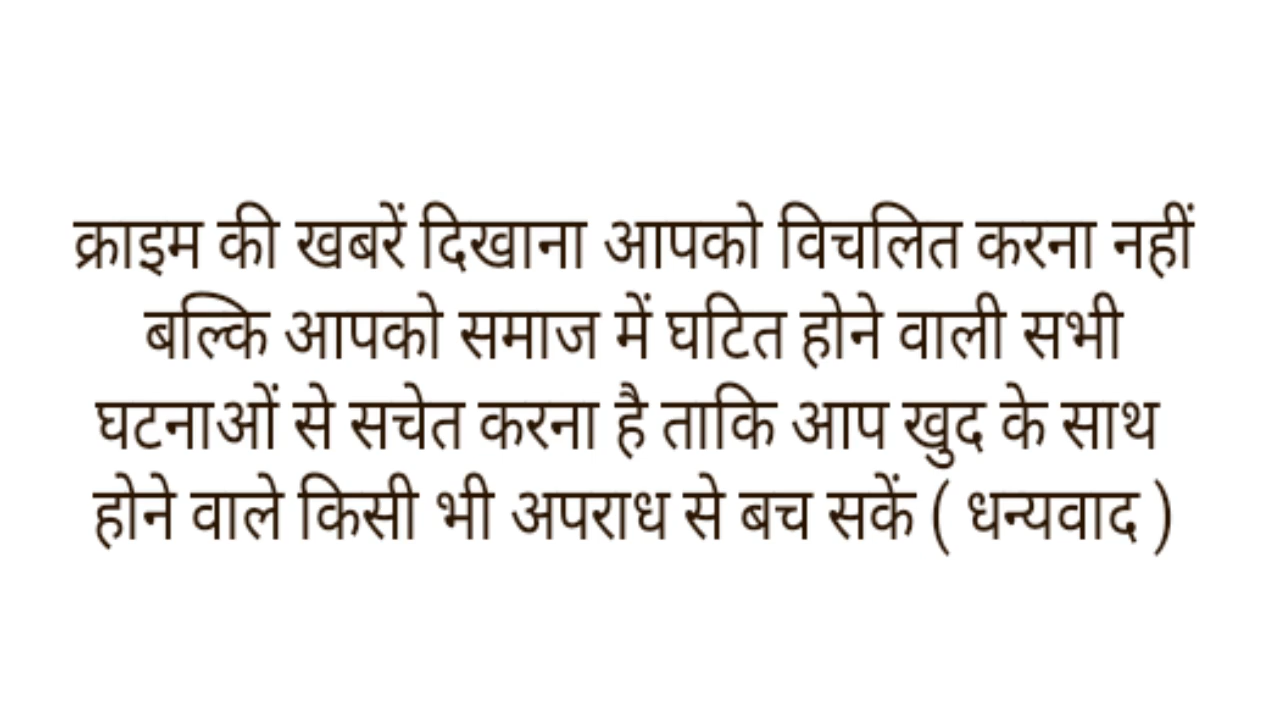 क्राइम की खबरें दिखाना आपको विचलित करना नहीं
बल्कि आपको समाज में घटित होने वाली सभी
घटनाओं से सचेत करना है ताकि आप खुद के साथ
होने वाले किसी भी अपराध से बच सकें ( धन्यवाद )